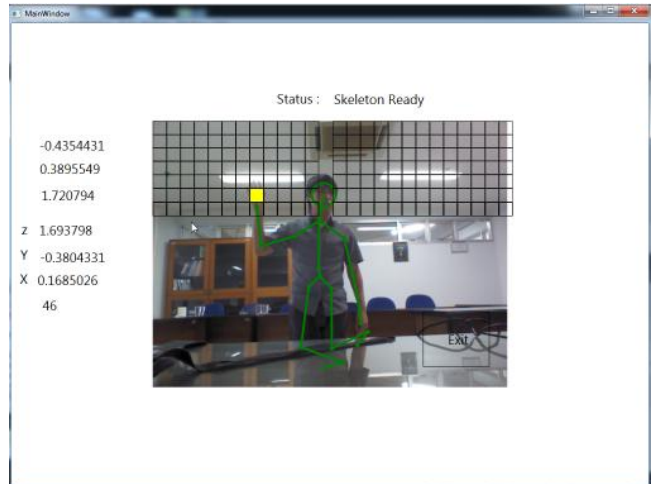 MainWindow
Status : Skeleton Ready
-0.4354431
0.3895549
1.720794
z 1.693798
Y -0.3804331
X 0.1685026
46
Exit